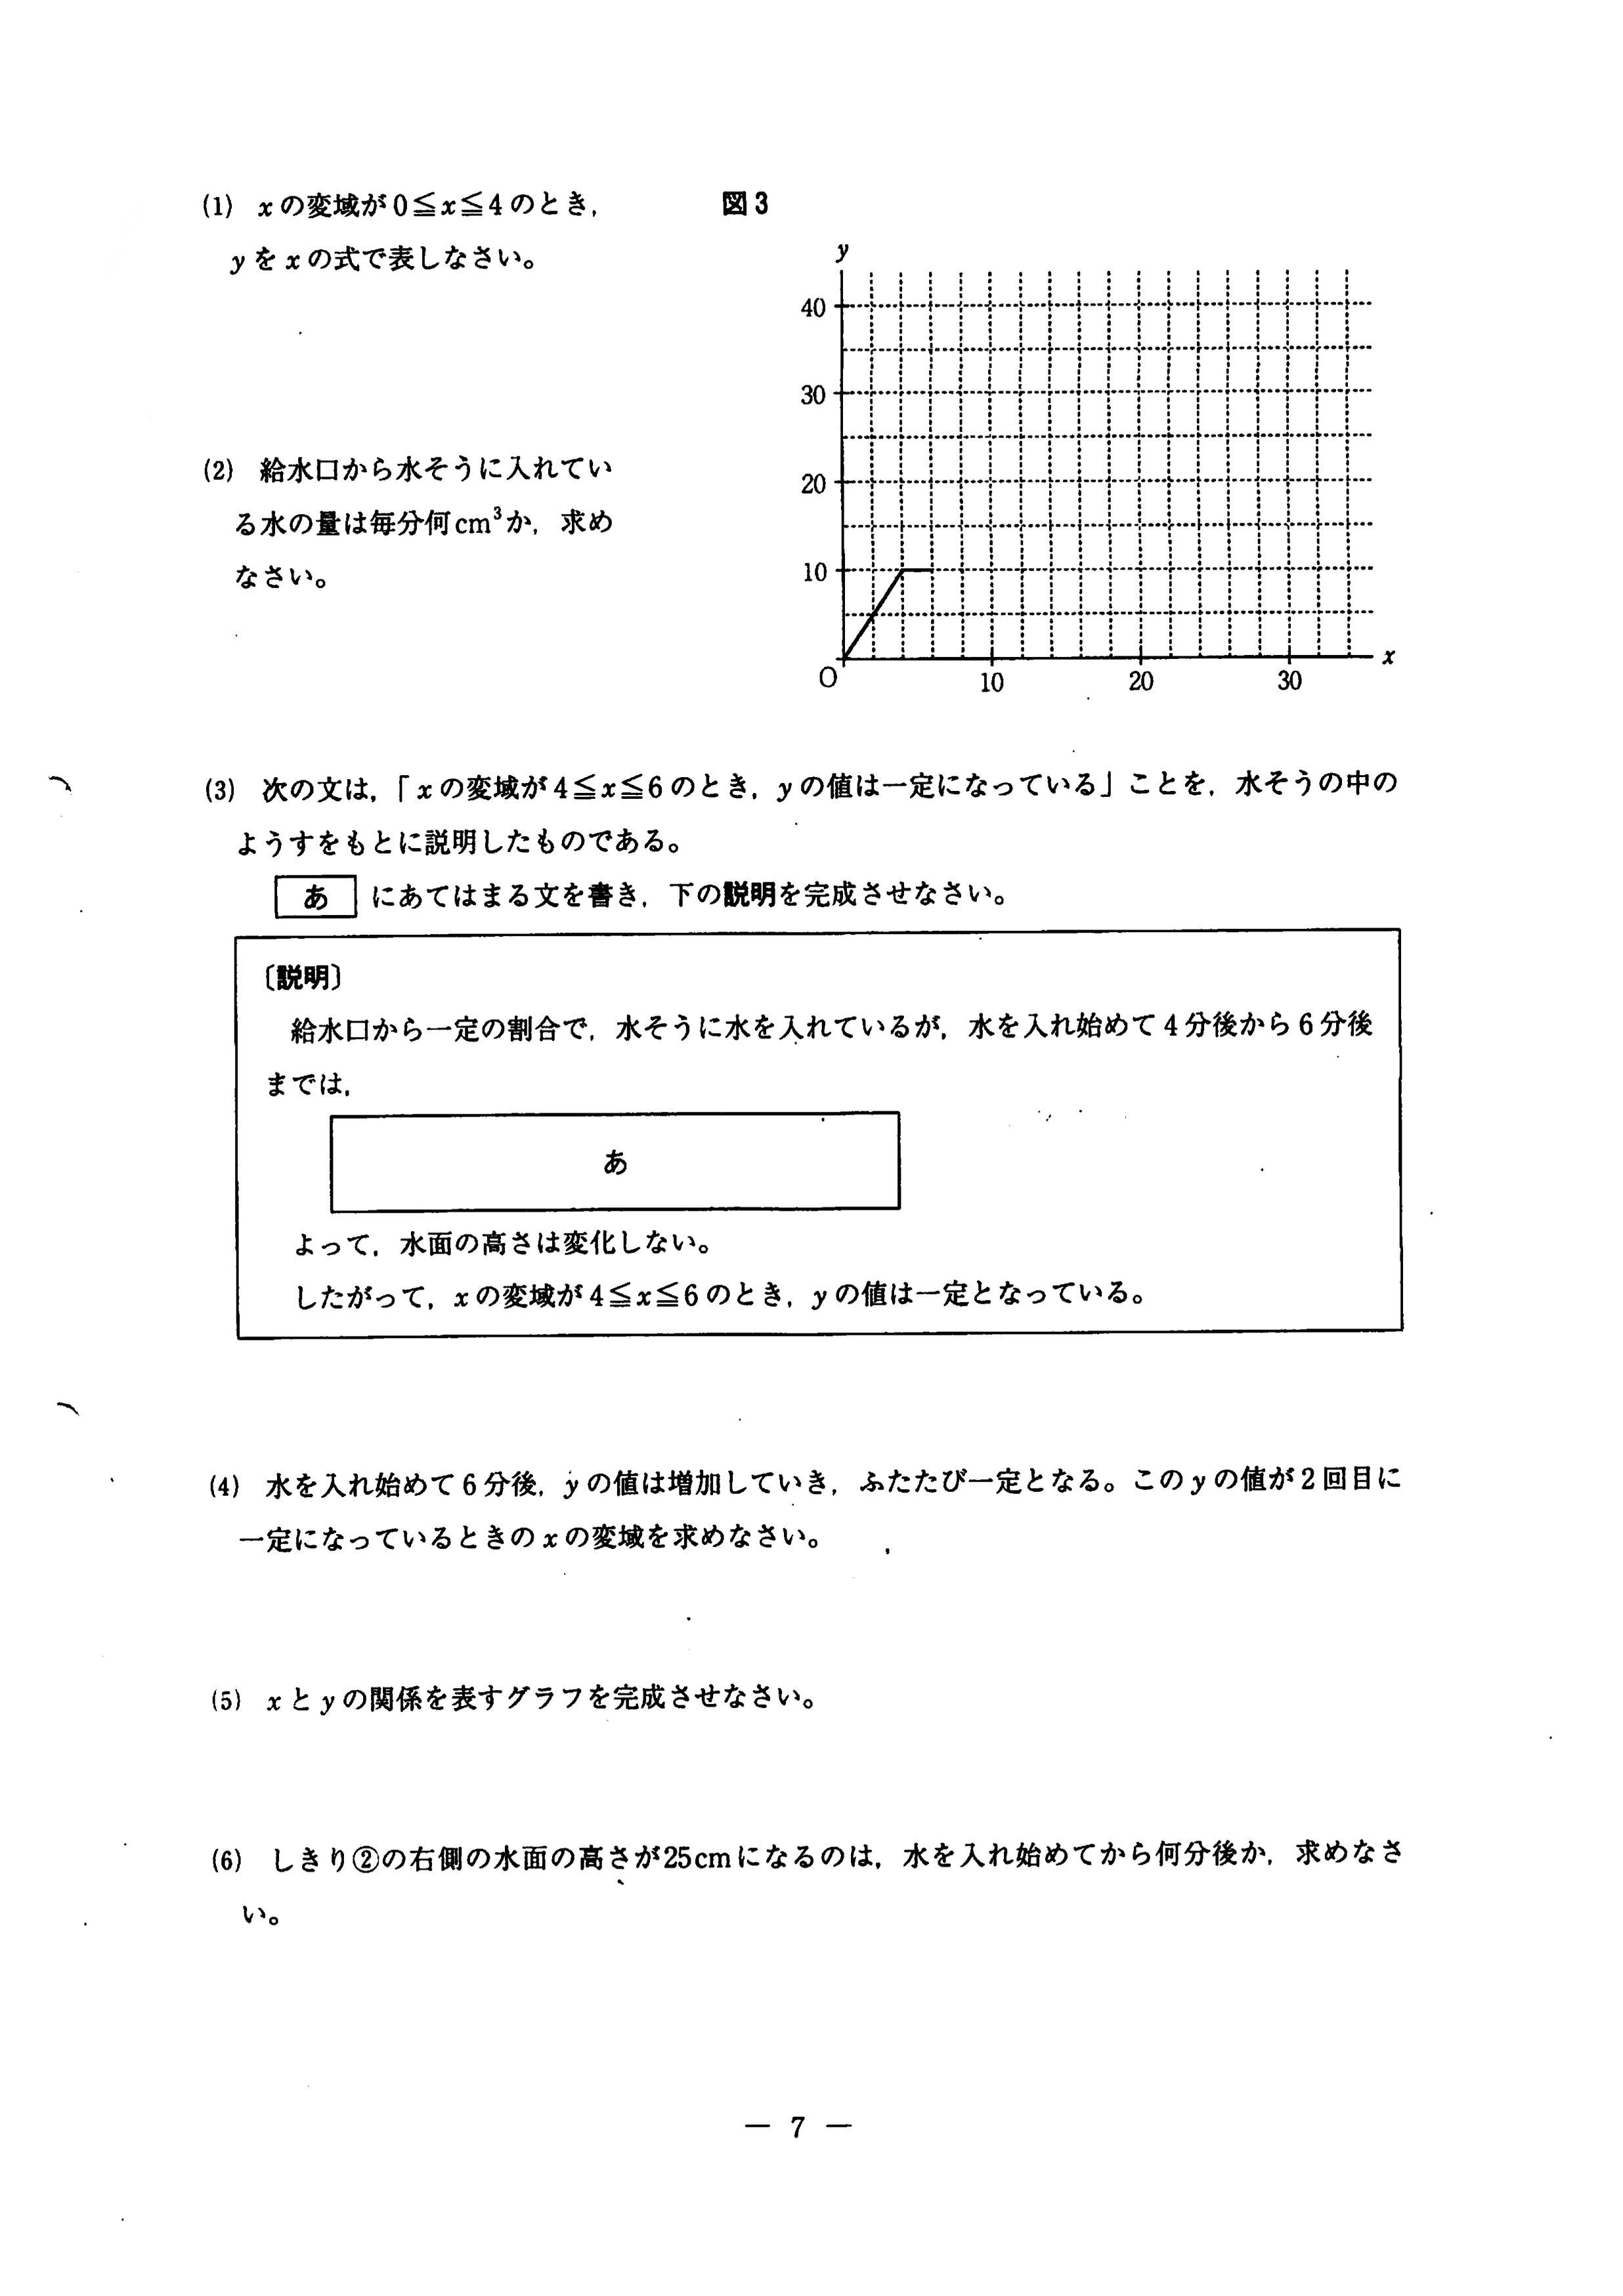 (1) xの変域が0≦x≦4のとき,
yをxの式で表しなさい。
図3
y
40
30
20
10
O
10
20
30
x
(2) 給水口から水そうに入れてい
る水の量は毎分何cm³か, 求め
なさい。
(3) 次の文は,「xの変域が4≦x≦6のとき, yの値は一定になっている」ことを, 水そうの中の
ようすをもとに説明したものである。
あ にあてはまる文を書き, 下の説明を完成させなさい。
〔説明〕
給水口から一定の割合で, 水そうに水を入れているが, 水を入れ始めて4分後から6分後
までは,
あ
よって, 水面の高さは変化しない。
したがって, xの変域が4≦x≦6のとき, yの値は一定となっている。
(4) 水を入れ始めて6分後, yの値は増加していき, ふたたび一定となる。このyの値が2回目に
一定になっているときのxの変域を求めなさい。
(5) xとyの関係を表すグラフを完成させなさい。
(6) しきり②の右側の水面の高さが25cmになるのは, 水を入れ始めてから何分後か, 求めなさ
い。
― 7 ―